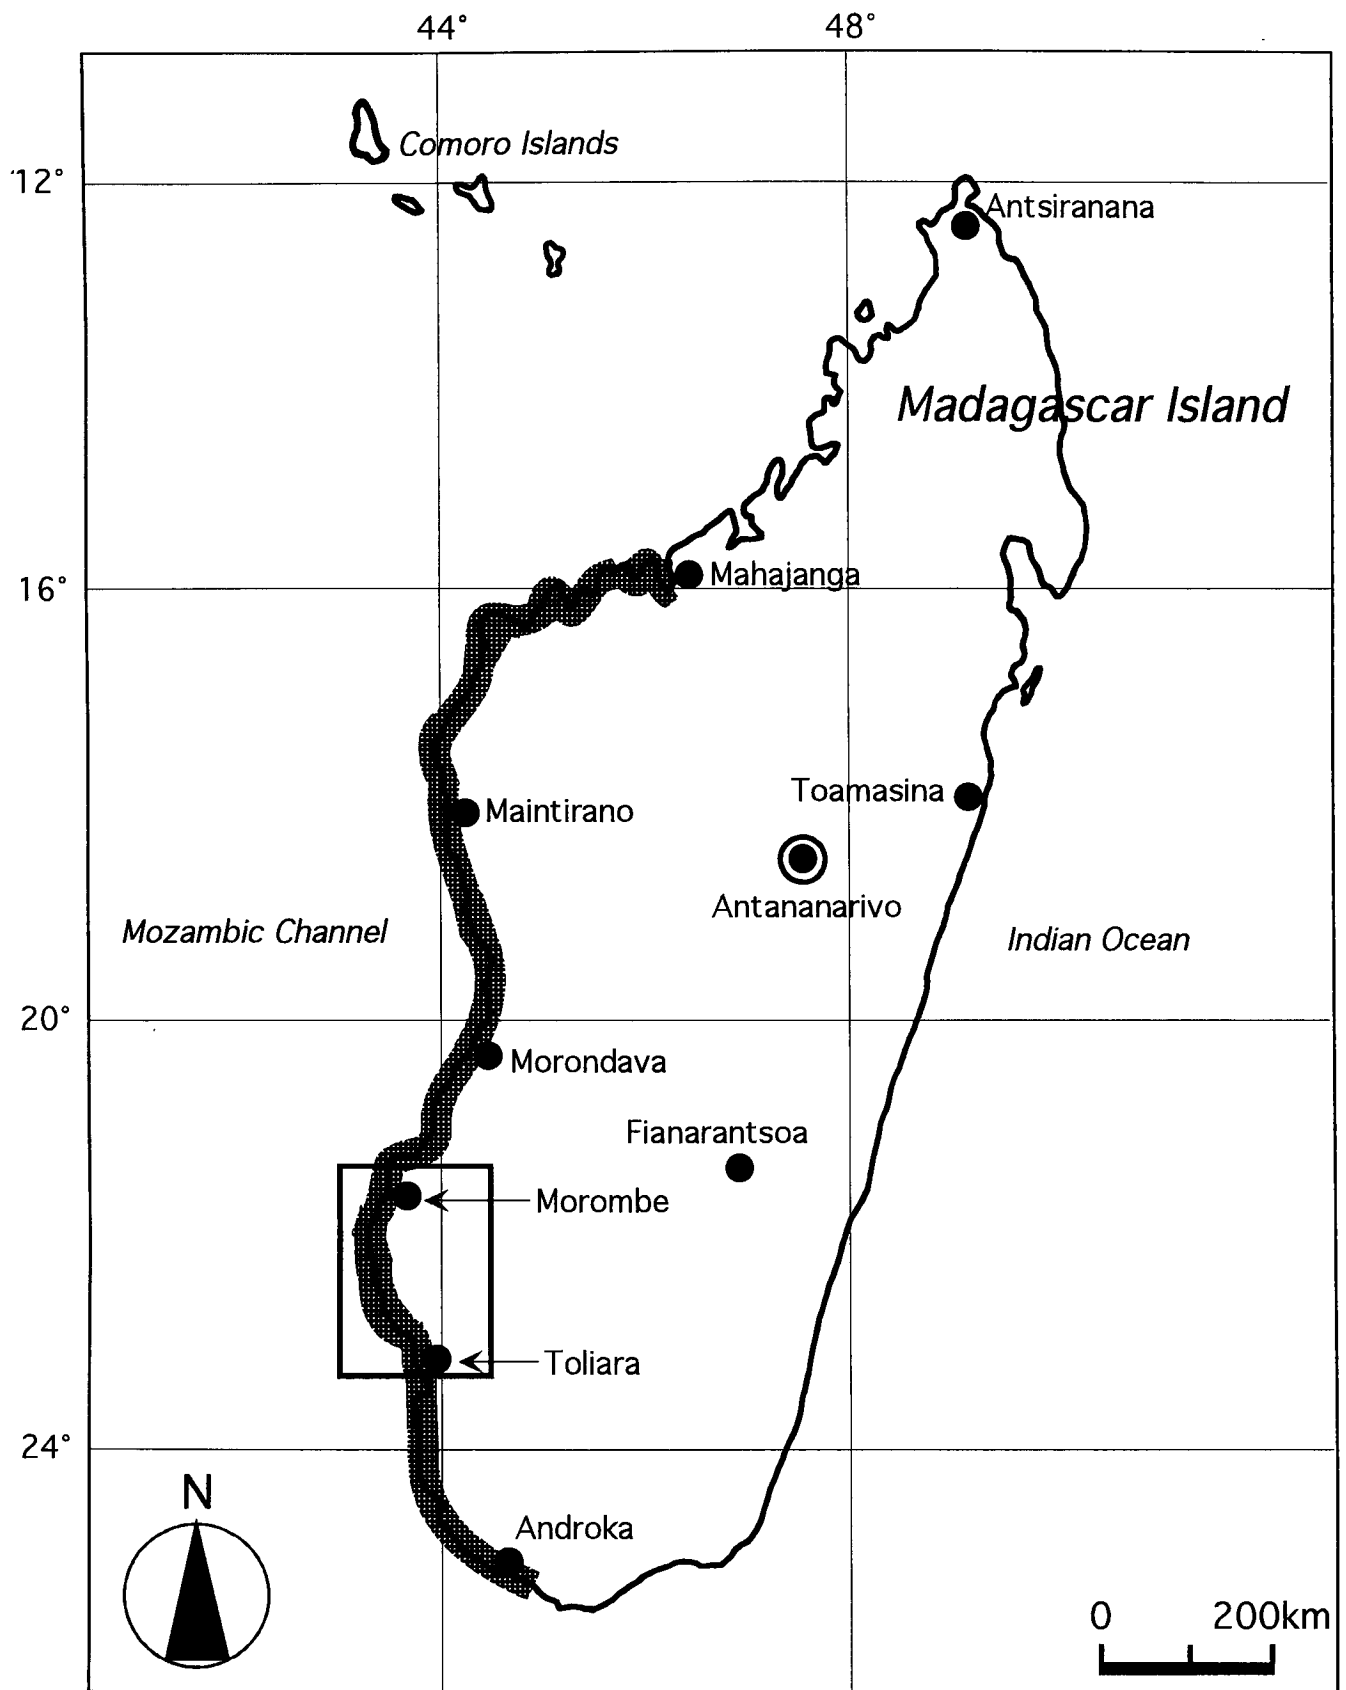 44° 48°
Comoro Islands
12°
Antsiranana
Madagascar Island
16°
Mahajanga
Toamasina
Maintirano
Antananarivo
Mozambic Channel
Indian Ocean
20°
Morondava
Fianarantsoa
Morombe
Toliara
24°
N
Androka
0 200km